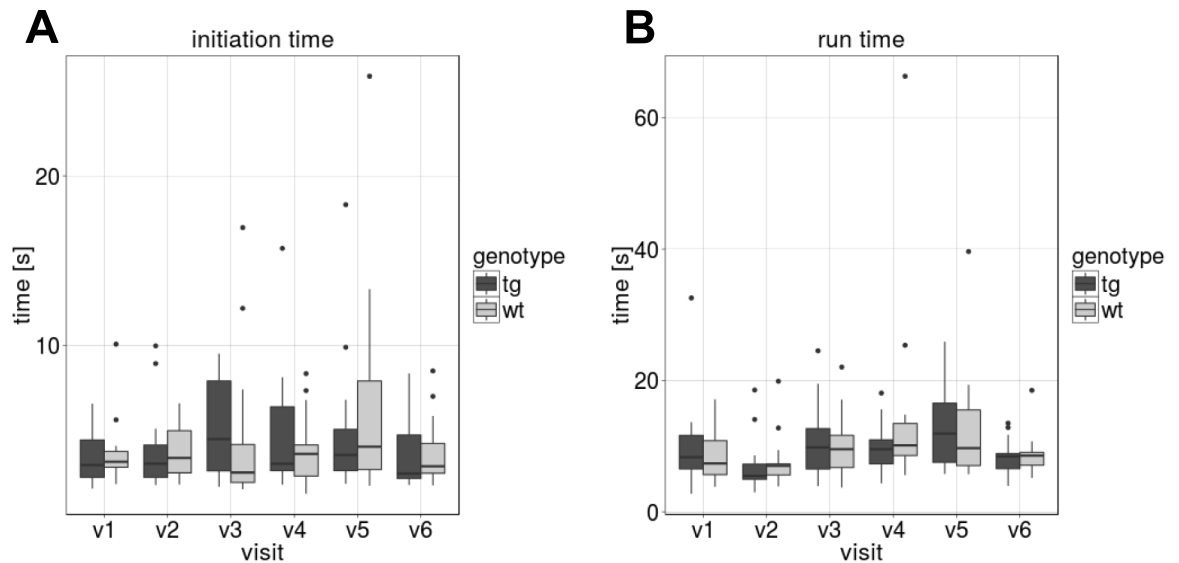 A
initiation time
20
10
time [s]
v1 v2 v3 v4 v5 v6
visit
genotype
tg
wt
B
run time
60
40
20
0
time [s]
v1 v2 v3 v4 v5 v6
visit
genotype
tg
wt